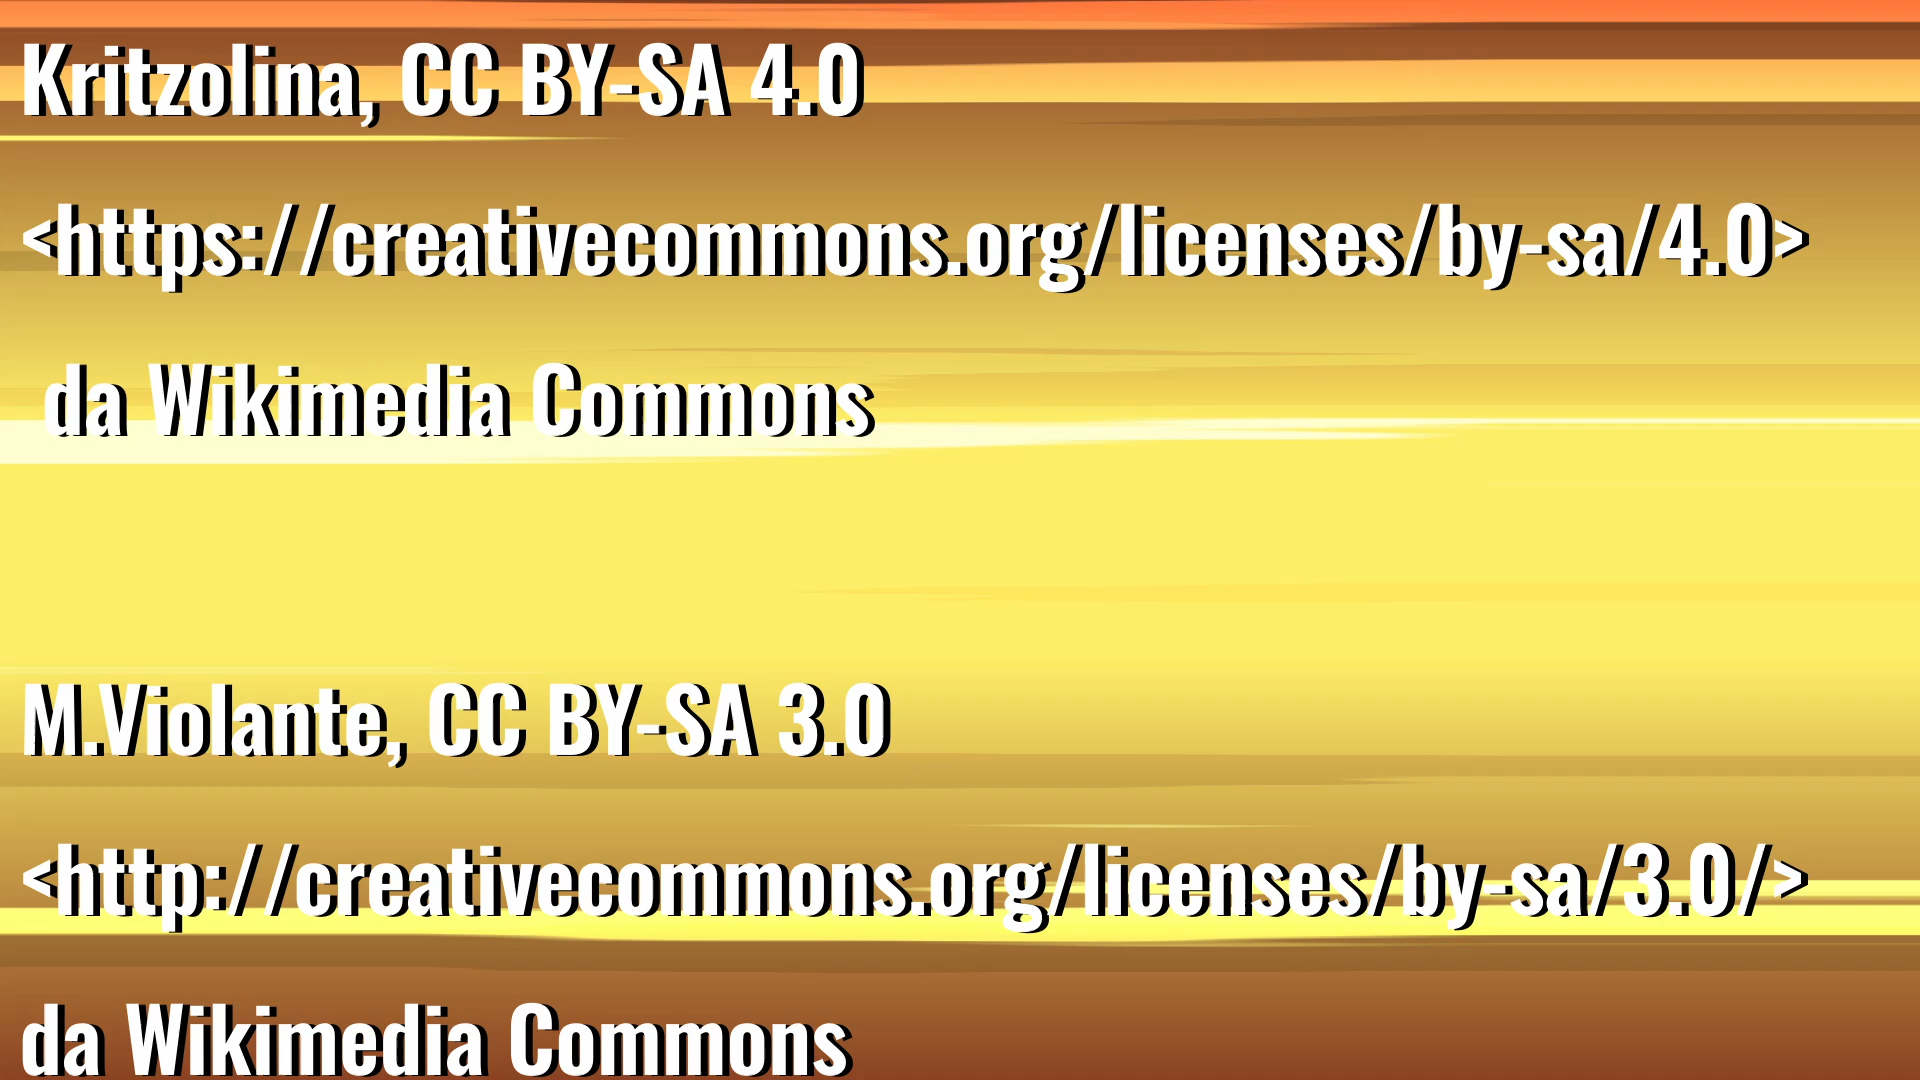 Kritzolina, CC BY-SA 4.0
<https://creativecommons.org/licenses/by-sa/4.0>
da Wikimedia Commons
M.Violante, CC BY-SA 3.0
<http://creativecommons.org/licenses/by-sa/3.0/>
da Wikimedia Commons